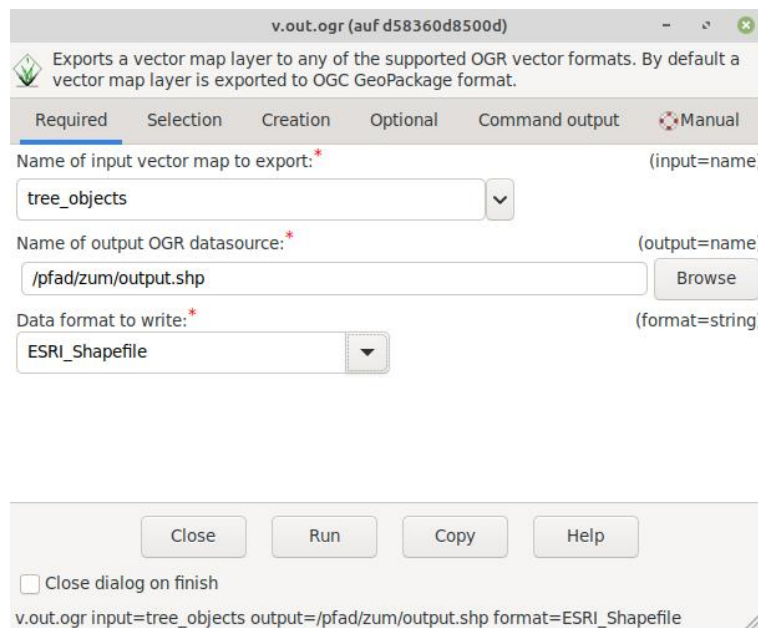 v.out.ogr (auf d58360d8500d)
Exports a vector map layer to any of the supported OGR vector formats. By default a
vector map layer is exported to OGC GeoPackage format.
Required Selection Creation Optional Command output Manual
Name of input vector map to export:* (input=name)
tree_objects
Name of output OGR datasource:* (output=name)
/pfad/zum/output.shp Browse
Data format to write:* (format=string)
ESRI_Shapefile
Close Run Copy Help
Close dialog on finish
v.out.ogr input=tree_objects output=/pfad/zum/output.shp format=ESRI_Shapefile